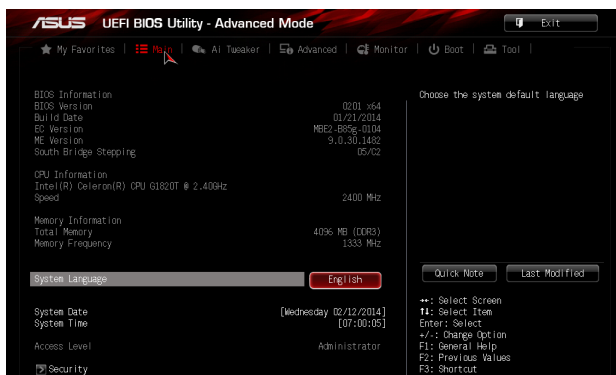 ASUS UEFI BIOS Utility - Advanced Mode Exit
My Favorites Main Ai Tweaker Advanced Monitor Boot Tool
BIOS Information
BIOS Version 0201 x64
Build Date 01/21/2014
EC Version MBE2-B85g-0104
ME Version 9.0.30.1482
South Bridge Stepping D5/C2
CPU Information
Intel(R) Celeron(R) CPU G1820T @ 2.40GHz
Speed 2400 MHz
Memory Information
Total Memory 4096 MB (DDR3)
Memory Frequency 1333 MHz
System Language English
System Date [Wednesday 02/12/2014]
System Time [07:00:05]
Access Level Administrator
Security
Choose the system default language
Quick Note Last Modified
→←: Select Screen
↑↓: Select Item
Enter: Select
+/-: Change Option
F1: General Help
F2: Previous Values
F3: Shortcut